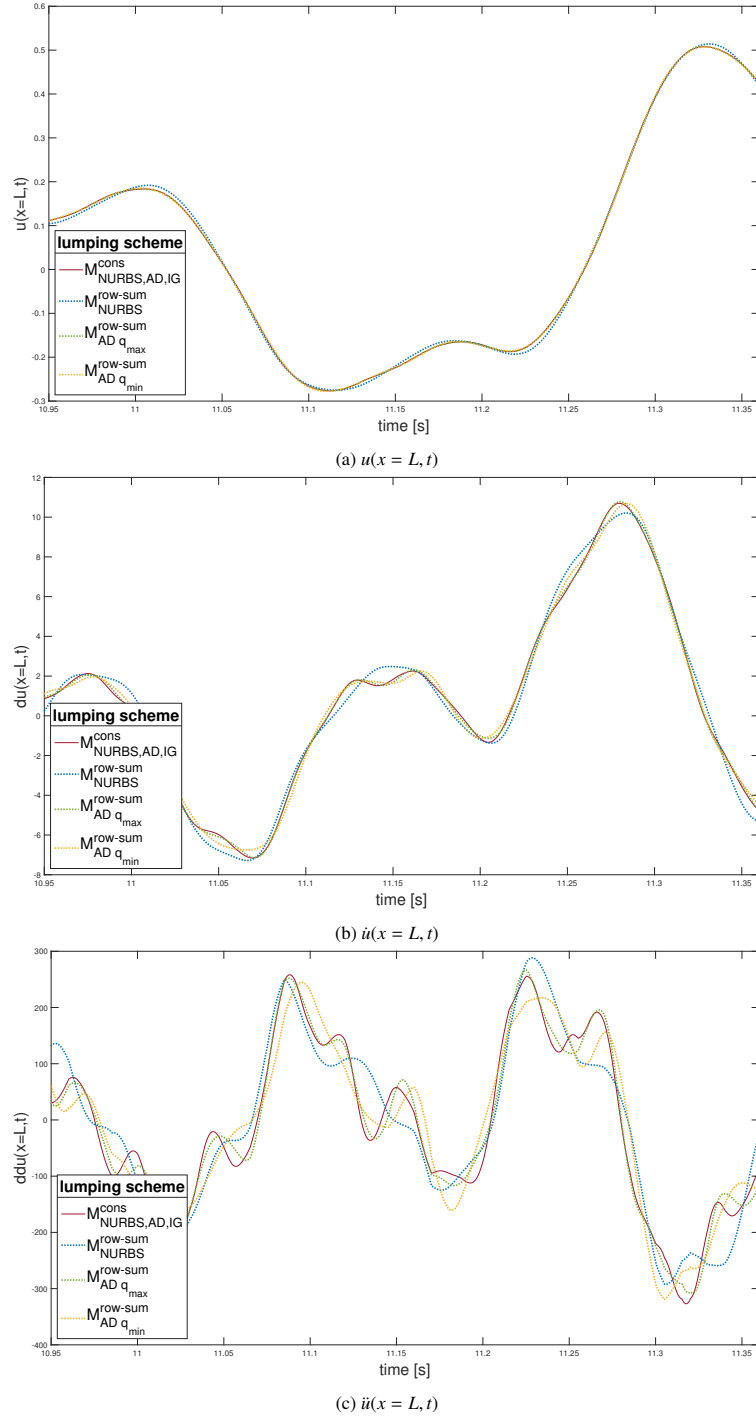 0.6
0.5
0.4
0.3
0.2
0.1
0
-0.1
-0.2
-0.3
u(x=L,t)
lumping scheme
M^cons_NURBS,AD,IG
M^row-sum_NURBS
M^row-sum_AD q_max
M^row-sum_AD q_min
10.95 11 11.05 11.1 11.15 11.2 11.25 11.3 11.35
time [s]
(a) u(x = L, t)
12
10
8
6
4
2
0
-2
-4
-6
-8
du(x=L,t)
lumping scheme
M^cons_NURBS,AD,IG
M^row-sum_NURBS
M^row-sum_AD q_max
M^row-sum_AD q_min
10.95 11 11.05 11.1 11.15 11.2 11.25 11.3 11.35
time [s]
(b) u̇(x = L, t)
300
200
100
0
-100
-200
-300
-400
ddu(x=L,t)
lumping scheme
M^cons_NURBS,AD,IG
M^row-sum_NURBS
M^row-sum_AD q_max
M^row-sum_AD q_min
10.95 11 11.05 11.1 11.15 11.2 11.25 11.3 11.35
time [s]
(c) ü(x = L, t)